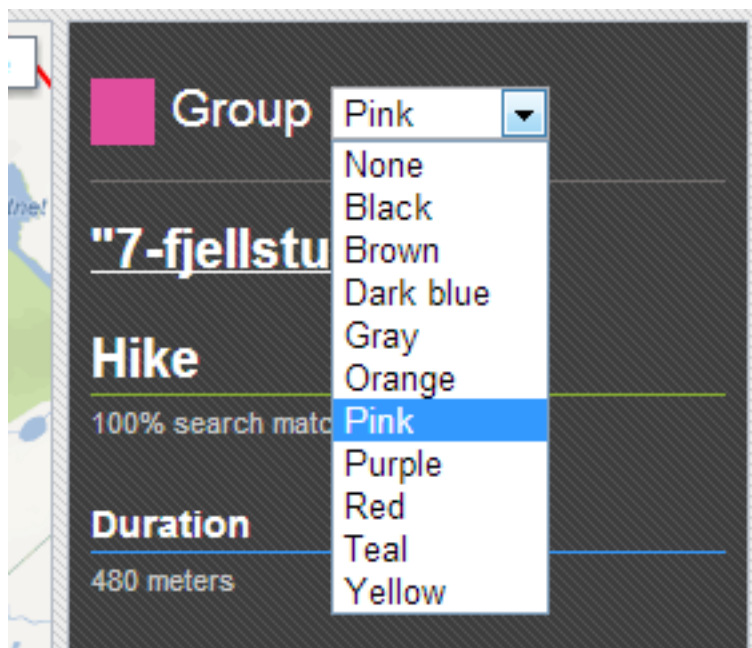 Group Pink
None
Black
"7-fjellstu
Brown
Dark blue
Gray
Hike
Orange
100% search matc
Pink
Purple
Red
Duration
Teal
480 meters
Yellow